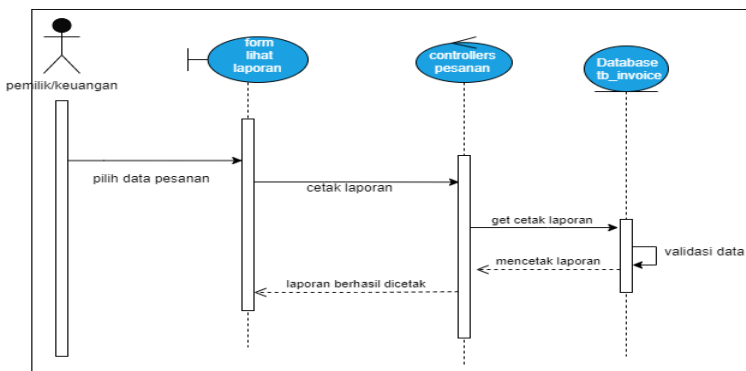 form
lihat
laporan
controllers
pesanan
Database
tb_invoice
pemilik/keuangan
pilih data pesanan
cetak laporan
get cetak laporan
validasi data
mencetak laporan
laporan berhasil dicetak